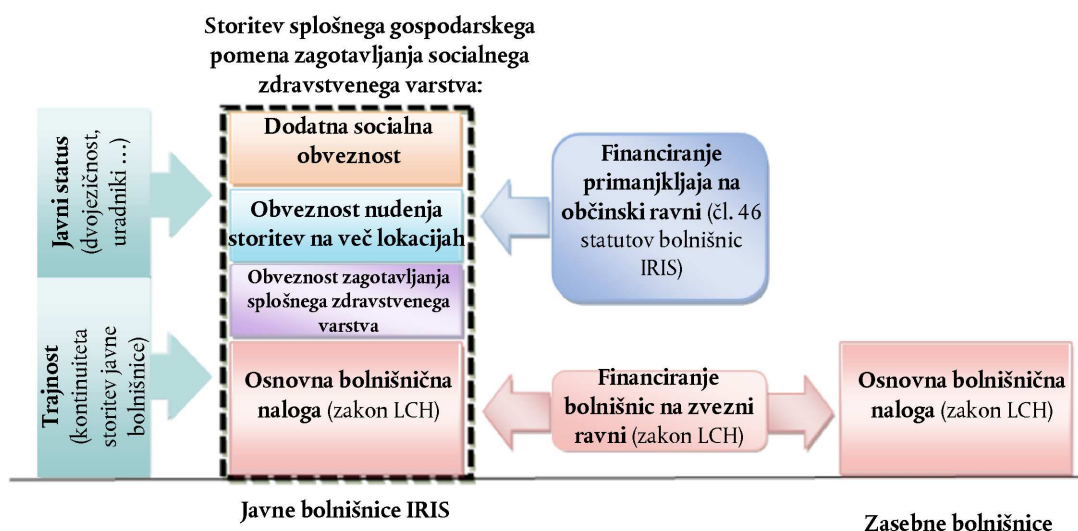 Storitev splošnega gospodarskega
pomena zagotavljanja socialnega
zdravstvenega varstva:
Javni status
(dvojezičnost,
uradniki ...)
Trajnost
(kontinuiteta
storitev javne
bolnišnice)
Dodatna socialna
obveznost
Obveznost nudenja
storitev na več lokacijah
Obveznost zagotavljanja
splošnega zdravstvenega
varstva
Osnovna bolnišnična
naloga (zakon LCH)
Financiranje
primanjkljaja na
občinski ravni (čl. 46
statutov bolnišnic
IRIS)
Financiranje
bolnišnic na zvezni
ravni (zakon LCH)
Osnovna bolnišnična
naloga (zakon LCH)
Javne bolnišnice IRIS
Zasebne bolnišnice